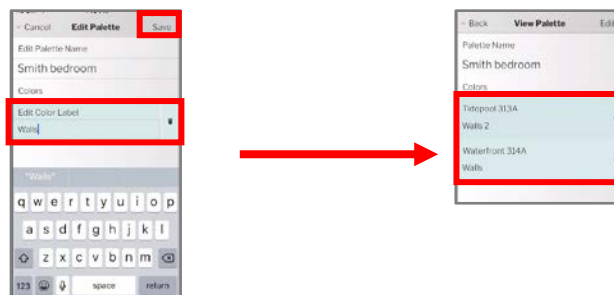 Cancel Edit Palette Save
Edit Palette Name
Smith bedroom
Colors
Edit Color Label
Walls
"Walls"
q w e r t y u i o p
a s d f g h j k l
z x c v b n m
123 space return
Back View Palette Edit
Palette Name
Smith bedroom
Colors
Tidepool 313A
Walls 2
Waterfront 314A
Walls